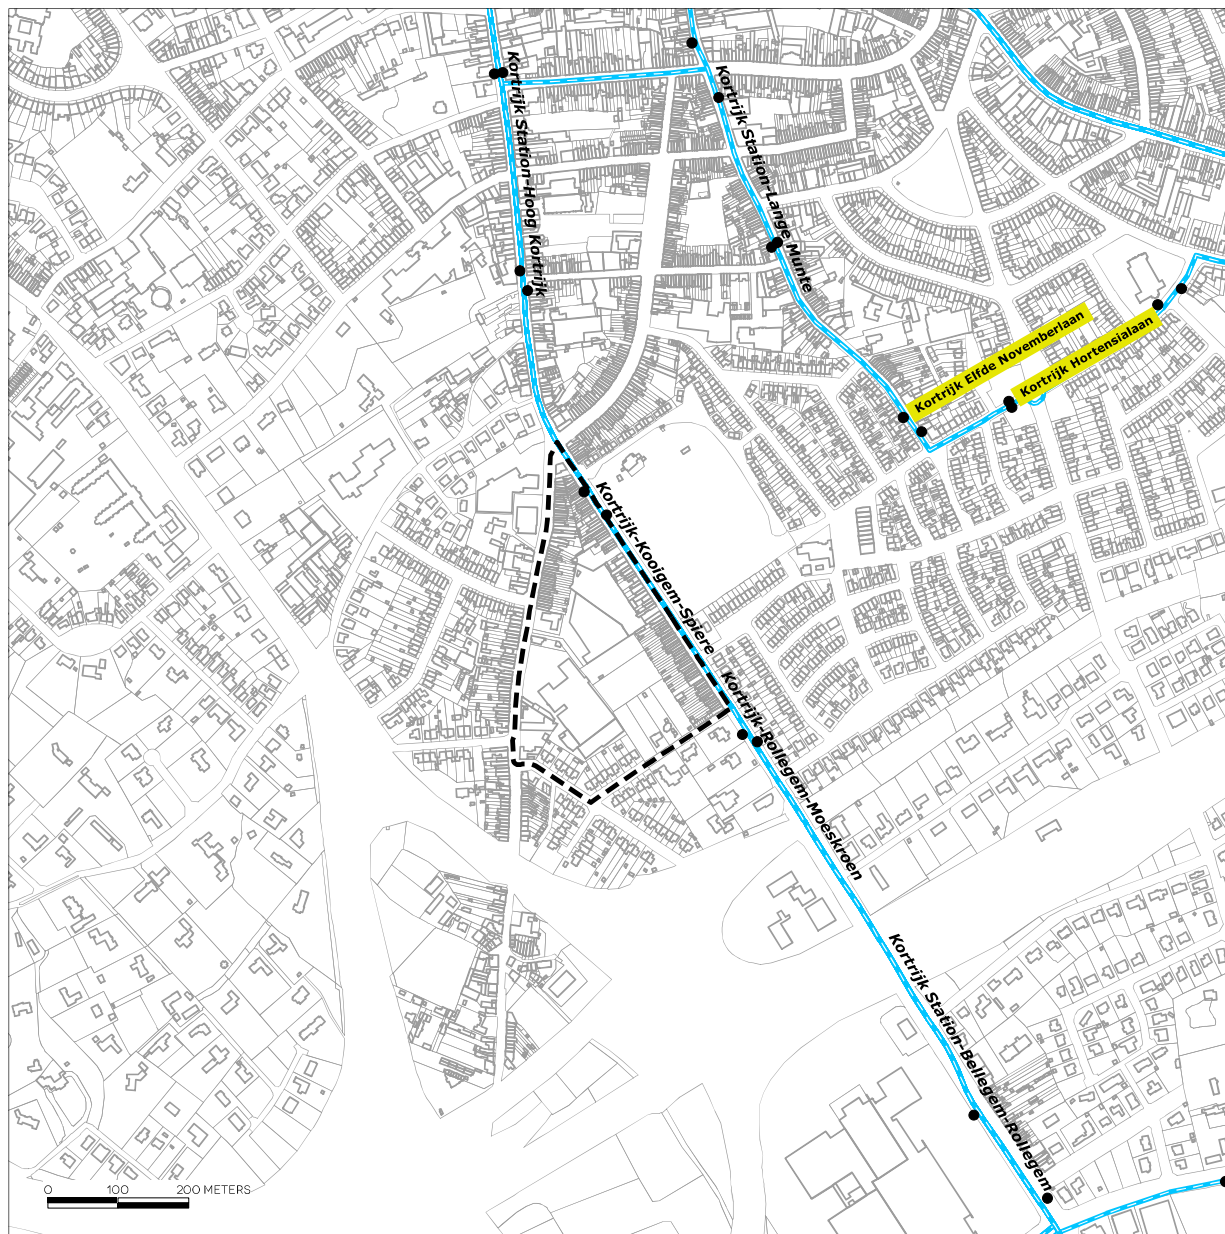 Kortrijk Station-Hoog Kortrijk
Kortrijk Station-Lange Munte
Kortrijk Elfde Novemberlaan
Kortrijk Hortensialaan
Kortrijk-Kooigem-Spiere
Kortrijk-Rollegem-Moeskroen
Kortrijk Station-Bellegem-Rollegem
0 100 200 METERS